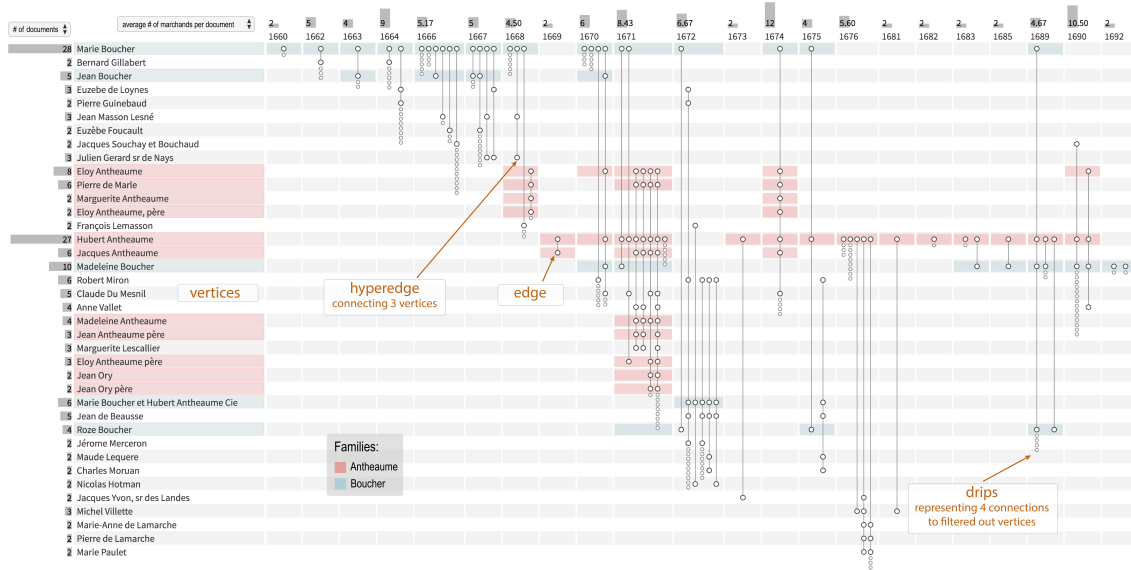 # of documents
average # of marchands per document
2 5 4 9 5,17 4,50 2 6 8,43 6,67 2 12 4 5,60 2 2 2 2 4,67 10,50 2
1660 1662 1663 1664 1666 1667 1668 1669 1670 1671 1672 1673 1674 1675 1676 1681 1682 1683 1685 1689 1690 1692
28 Marie Boucher
2 Bernard Gillabert
5 Jean Boucher
3 Euzebe de Loynes
2 Pierre Guinebaud
3 Jean Masson Lesné
2 Euzèbe Foucault
2 Jacques Souchay et Bouchaud
3 Julien Gerard sr de Nays
8 Eloy Antheaume
6 Pierre de Marle
2 Marguerite Antheaume
2 Eloy Antheaume, père
2 François Lemasson
27 Hubert Antheaume
6 Jacques Antheaume
10 Madeleine Boucher
6 Robert Miron
5 Claude Du Mesnil
4 Anne Vallet
4 Madeleine Antheaume
3 Jean Antheaume père
3 Marguerite Lescallier
3 Eloy Antheaume père
2 Jean Ory
2 Jean Ory père
6 Marie Boucher et Hubert Antheaume Cie
5 Jean de Beausse
4 Roze Boucher
2 Jérome Merceron
2 Maude Lequere
2 Charles Moruan
2 Nicolas Hotman
2 Jacques Yvon, sr des Landes
3 Michel Villette
2 Marie-Anne de Lamarche
2 Pierre de Lamarche
2 Marie Paulet
vertices
hyperedge
connecting 3 vertices
edge
Families:
Antheaume
Boucher
drips
representing 4 connections
to filtered out vertices